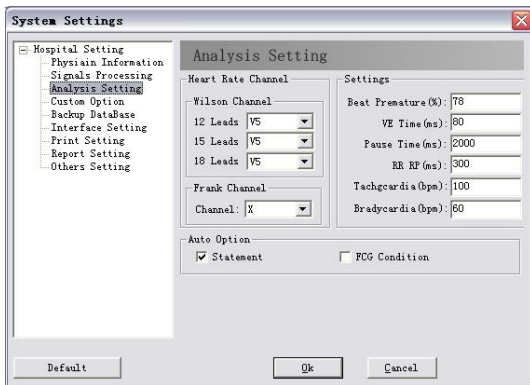 System Settings
Hospital Setting
Physiain Information
Signals Processing
Analysis Setting
Custom Option
Backup DataBase
Interface Setting
Print Setting
Report Setting
Others Setting
Analysis Setting
Heart Rate Channel
Wilson Channel
12 Leads V5
15 Leads V5
18 Leads V5
Frank Channel
Channel: X
Settings
Beat Premature(%): 78
VE Time(ms): 80
Pause Time(ms): 2000
RR RP(ms): 300
Tachgcardia(bpm): 100
Bradycardia(bpm): 60
Auto Option
Statement
FCG Condition
Default
Ok
Cancel